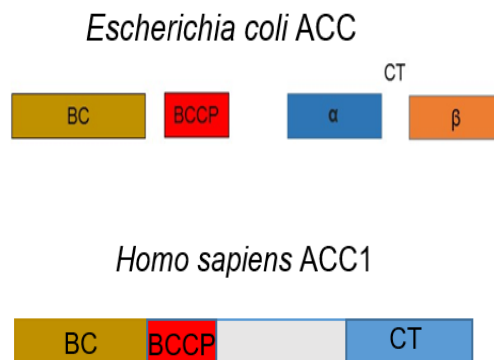 Escherichia coli ACC
CT
BC BCCP α β
Homo sapiens ACC1
BC BCCP CT